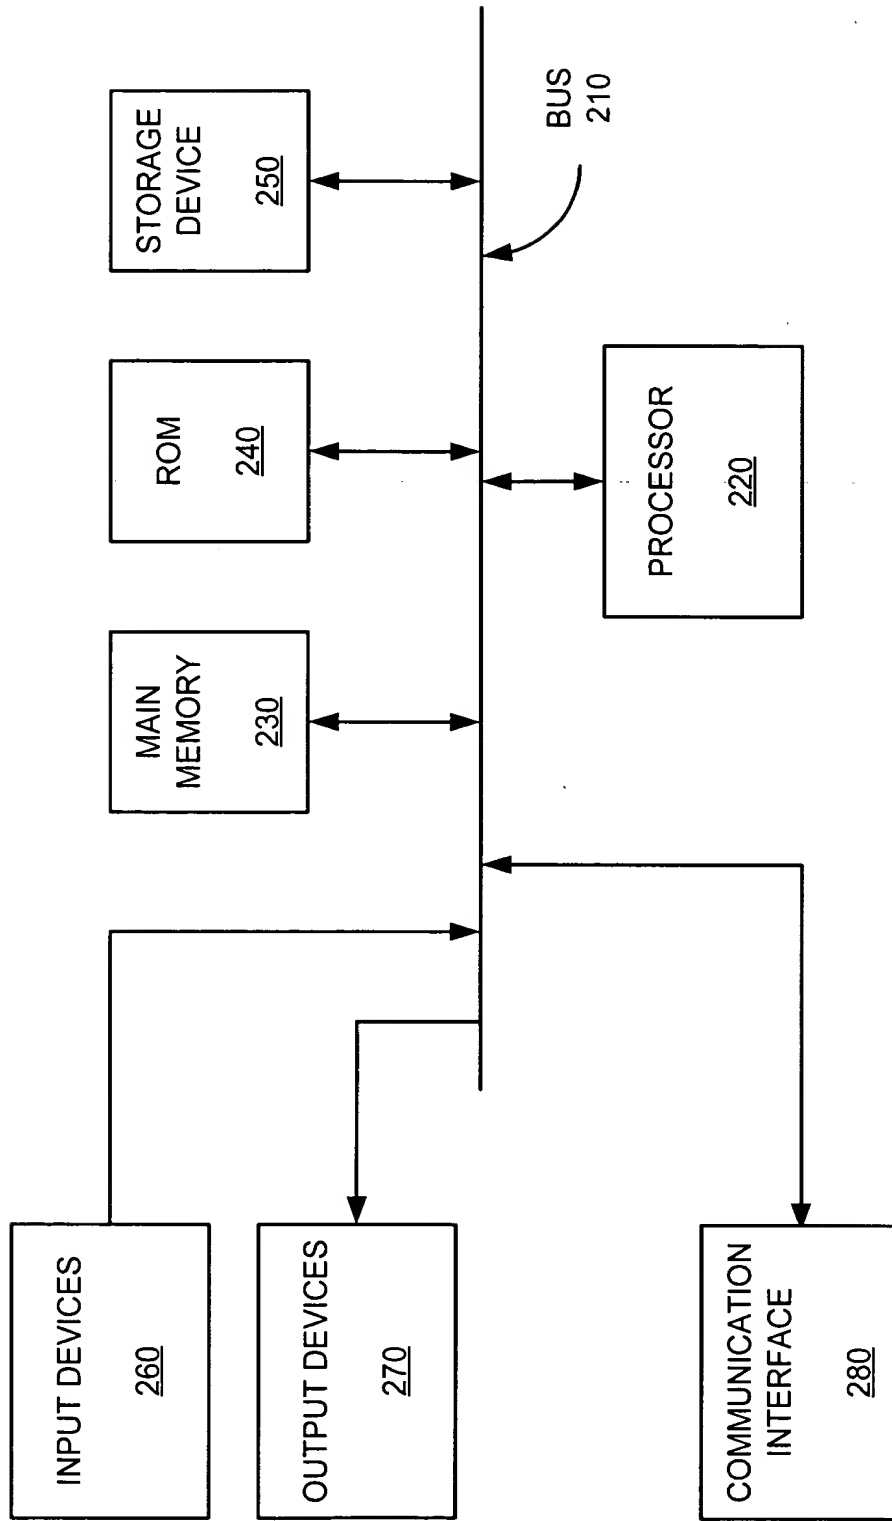 INPUT DEVICES
260
OUTPUT DEVICES
270
COMMUNICATION
INTERFACE
280
MAIN
MEMORY
230
ROM
240
STORAGE
DEVICE
250
PROCESSOR
220
BUS
210